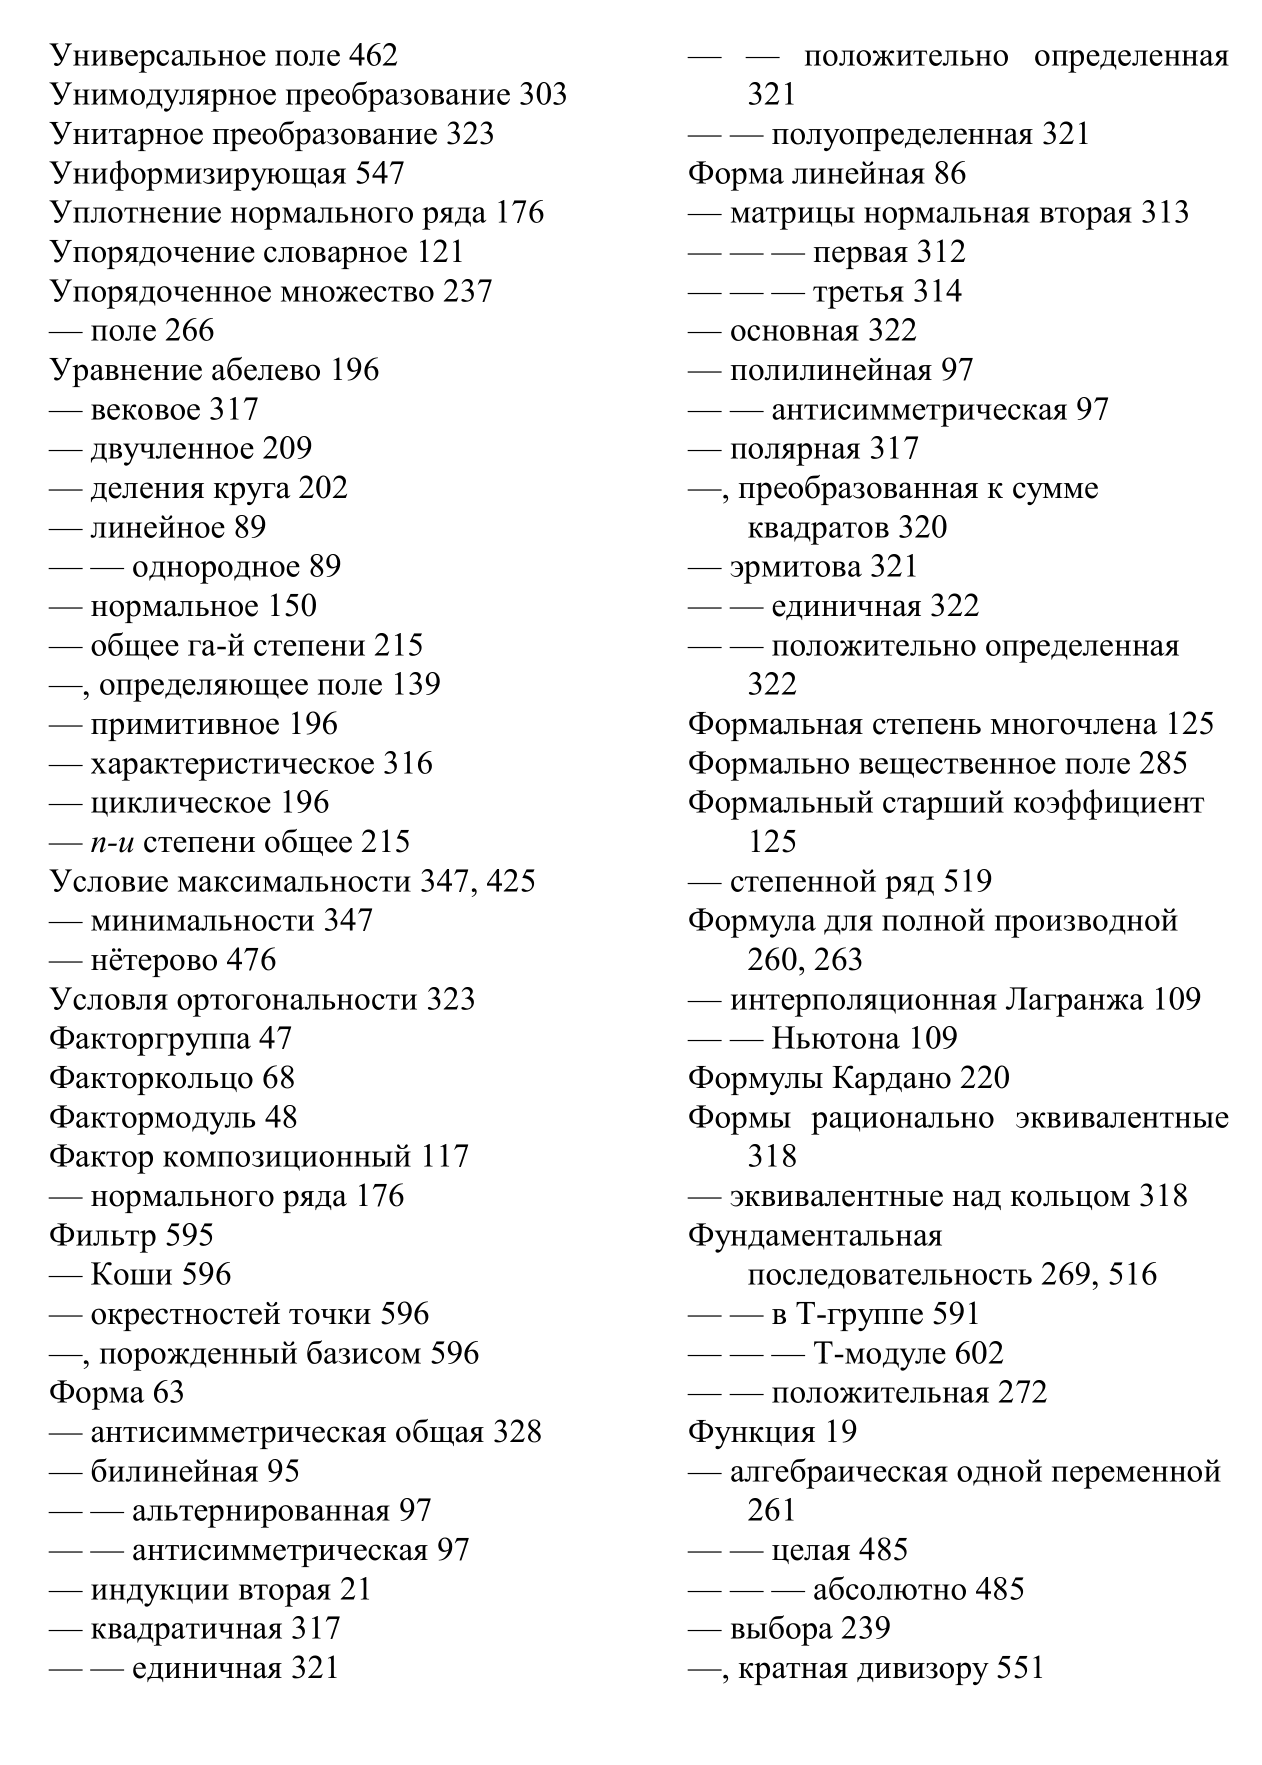 Универсальное поле 462
Унимодулярное преобразование 303
Унитарное преобразование 323
Униформизирующая 547
Уплотнение нормального ряда 176
Упорядочение словарное 121
Упорядоченное множество 237
— поле 266
Уравнение абелево 196
— вековое 317
— двучленное 209
— деления круга 202
— линейное 89
— — однородное 89
— нормальное 150
— общее га-й степени 215
—, определяющее поле 139
— примитивное 196
— характеристическое 316
— циклическое 196
— n-и степени общее 215
Условие максимальности 347, 425
— минимальности 347
— нётерово 476
Условля ортогональности 323
Факторгруппа 47
Факторкольцо 68
Фактормодуль 48
Фактор композиционный 117
— нормального ряда 176
Фильтр 595
— Коши 596
— окрестностей точки 596
—, порожденный базисом 596
Форма 63
— антисимметрическая общая 328
— билинейная 95
— — альтернированная 97
— — антисимметрическая 97
— индукции вторая 21
— квадратичная 317
— — единичная 321
— — положительно определенная
321
— — полуопределенная 321
Форма линейная 86
— матрицы нормальная вторая 313
— — — первая 312
— — — третья 314
— основная 322
— полилинейная 97
— — антисимметрическая 97
— полярная 317
—, преобразованная к сумме
квадратов 320
— эрмитова 321
— — единичная 322
— — положительно определенная
322
Формальная степень многочлена 125
Формально вещественное поле 285
Формальный старший коэффициент
125
— степенной ряд 519
Формула для полной производной
260, 263
— интерполяционная Лагранжа 109
— — Ньютона 109
Формулы Кардано 220
Формы рационально эквивалентные
318
— эквивалентные над кольцом 318
Фундаментальная
последовательность 269, 516
— — в Т-группе 591
— — — Т-модуле 602
— — положительная 272
Функция 19
— алгебраическая одной переменной
261
— — целая 485
— — — абсолютно 485
— выбора 239
—, кратная дивизору 551